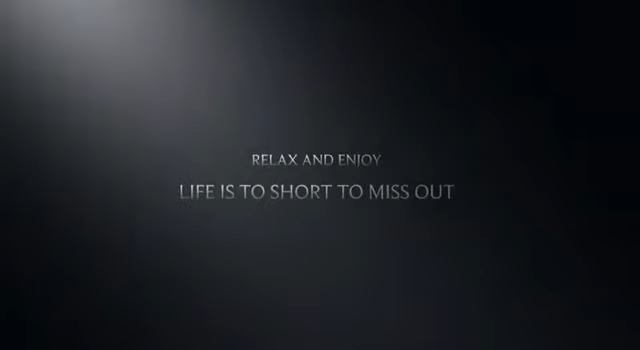 RELAX AND ENJOY
LIFE IS TO SHORT TO MISS OUT